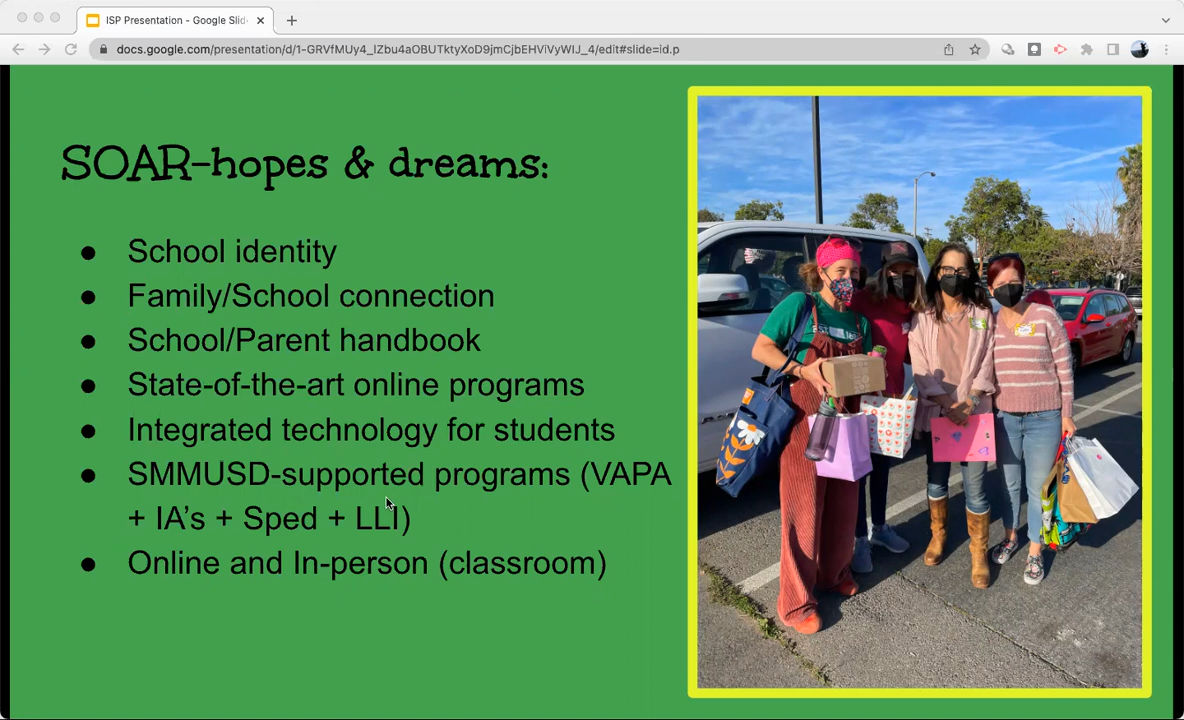 ISP Presentation - Google Slid
docs.google.com/presentation/d/1-GRVfMUy4_IZbu4aOBUTktyXoD9jmCjbEHViVyWIJ_4/edit#slide=id.p
SOAR-hopes & dreams:
● School identity
● Family/School connection
● School/Parent handbook
● State-of-the-art online programs
● Integrated technology for students
● SMMUSD-supported programs (VAPA
+ IA’s + Sped + LLI)
● Online and In-person (classroom)